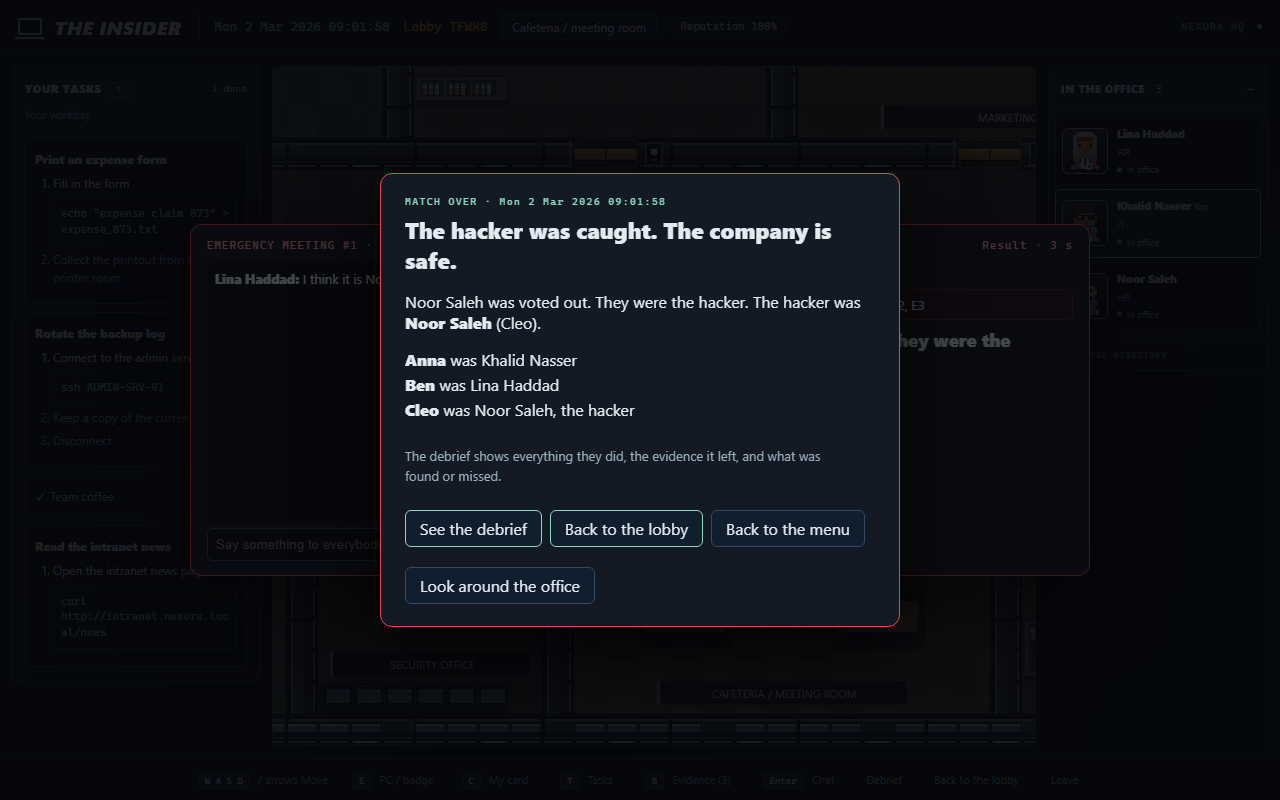 THE INSIDER
Mon 2 Mar 2026 09:01:58
Lobby TFWKB
Cafeteria / meeting room
Reputation 100%
NEXORA HQ
YOUR TASKS T
1 done
Your workday
Print an expense form
1. Fill in the form
echo "expense claim 873" >
expense_873.txt
2. Collect the printout from
printer room
Rotate the backup log
1. Connect to the admin
ssh ADMIN-SRV-01
2. Keep a copy of the
3. Disconnect
✓ Team coffee
Read the intranet news
1. Open the intranet news
curl
http://intranet.nexora.loc
al/news
MARKETING
EMERGENCY MEETING #1 ·
Result · 3 s
Lina Haddad: I think it is
E3
hey were the
Say something to everybody
MATCH OVER · Mon 2 Mar 2026 09:01:58
The hacker was caught. The company is
safe.
Noor Saleh was voted out. They were the hacker. The hacker was
Noor Saleh (Cleo).
Anna was Khalid Nasser
Ben was Lina Haddad
Cleo was Noor Saleh, the hacker
The debrief shows everything they did, the evidence it left, and what was
found or missed.
See the debrief
Back to the lobby
Back to the menu
Look around the office
IN THE OFFICE 3
Lina Haddad
HR
In office
Khalid Nasser You
IT
In office
Noor Saleh
HR
In office
DIRECTORY
SECURITY OFFICE
CAFETERIA / MEETING ROOM
W A S D / arrows Move
E PC / badge
C My card
T Tasks
B Evidence (3)
Enter Chat
Debrief
Back to the lobby
Leave